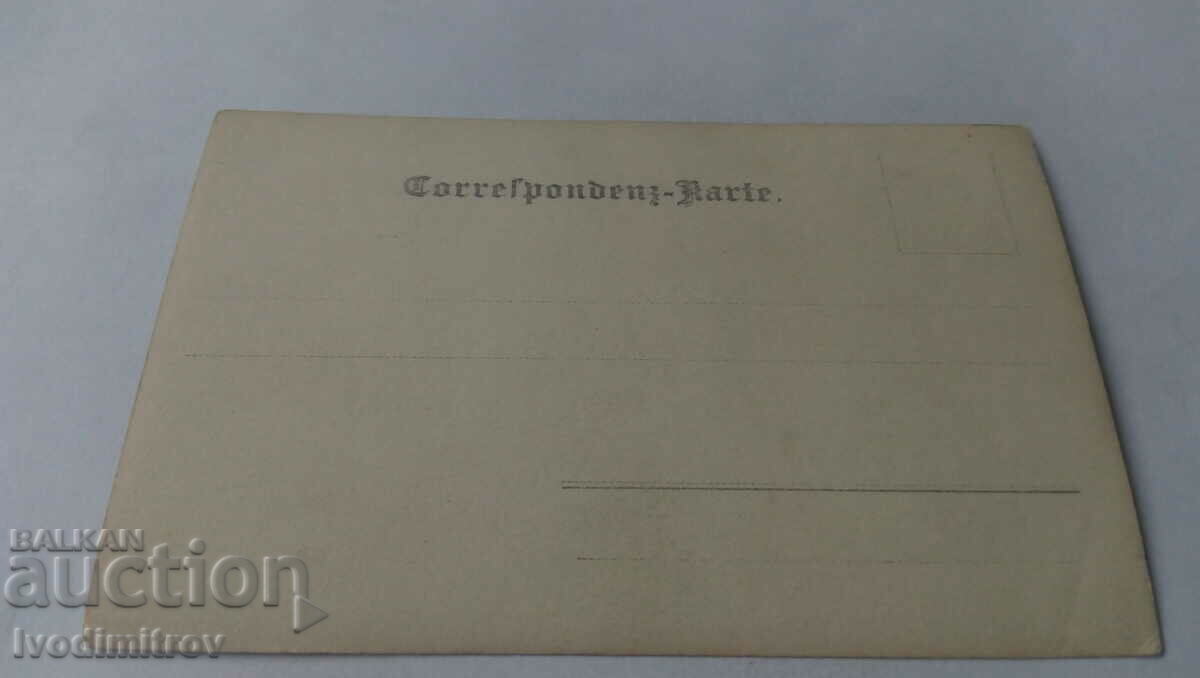 Correſpondenz-Karte.
BALKAN
auction
Ivodimitrov